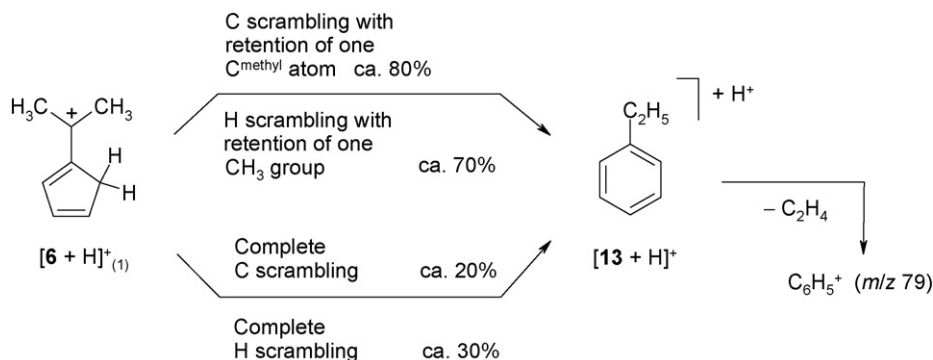 C scrambling with
retention of one
C^methyl atom ca. 80%
H₃C + CH₃
H
H
H scrambling with
retention of one
CH₃ group ca. 70%
[6 + H]⁺₍₁₎
Complete
C scrambling ca. 20%
Complete
H scrambling ca. 30%
+ H⁺
C₂H₅
[13 + H]⁺
– C₂H₄
C₆H₅⁺ (m/z 79)